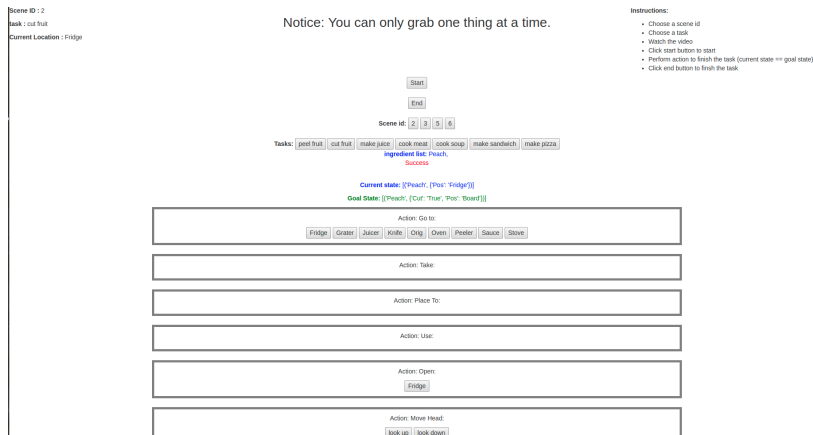 Scene ID : 2
task : cut fruit
Current Location : Fridge
Notice: You can only grab one thing at a time.
Instructions:
Choose a scene id
Choose a task
Watch the video
Click start button to start
Perform action to finish the task (current state == goal state)
Click end button to finish the task
Start
End
Scene id: 2 3 5 6
Tasks: peel fruit cut fruit make juice cook meat cook soup make sandwich make pizza
ingredient list: Peach,
Success
Current state: [('Peach', {'Pos': 'Fridge'})]
Goal State: [('Peach', {'Cut': 'True', 'Pos': 'Board'})]
Action: Go to:
Fridge Grater Juicer Knife Orig Oven Peeler Sauce Stove
Action: Take:
Action: Place To:
Action: Use:
Action: Open:
Fridge
Action: Move Head:
look up look down